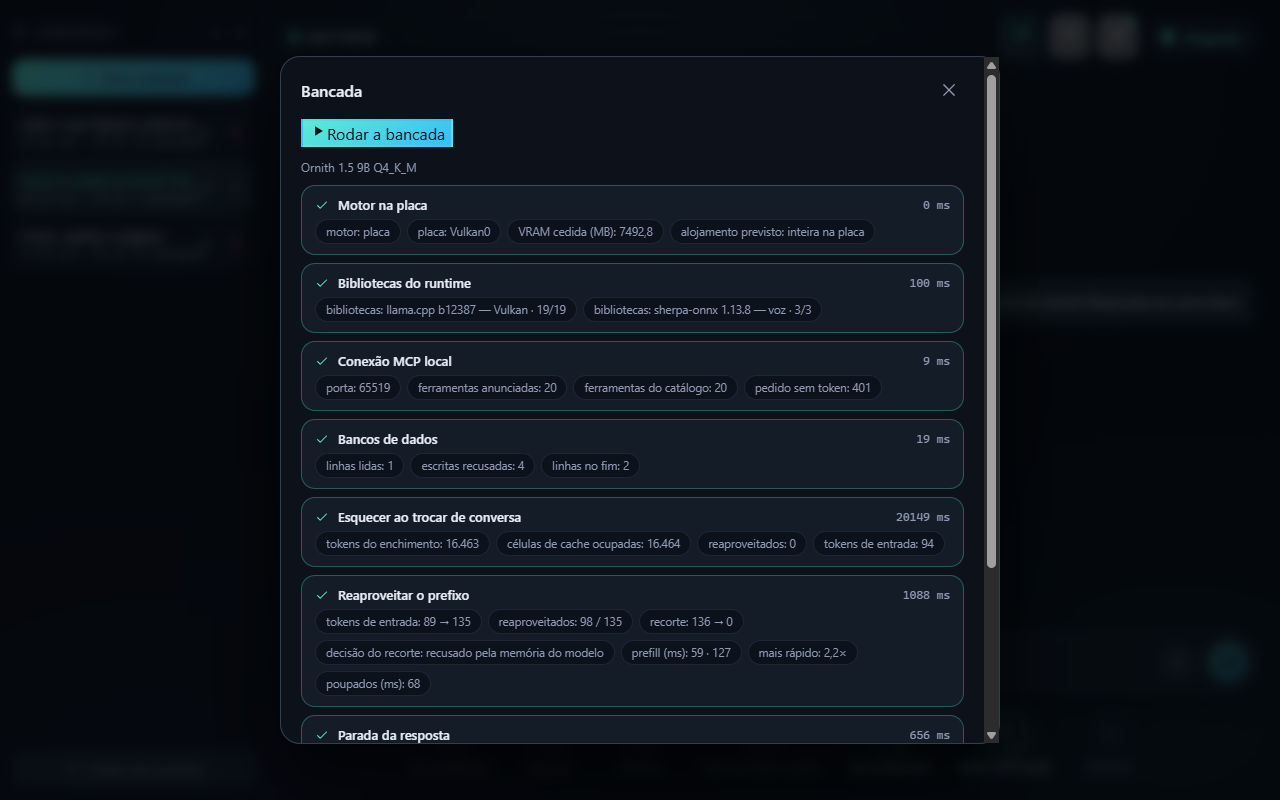 Bancada
Rodar a bancada
Ornith 1.5 9B Q4_K_M
Motor na placa 0 ms
motor: placa placa: Vulkan0 VRAM cedida (MB): 7492,8 alojamento previsto: inteira na placa
Bibliotecas do runtime 100 ms
bibliotecas: llama.cpp b12387 — Vulkan · 19/19 bibliotecas: sherpa-onnx 1.13.8 — voz · 3/3
Conexão MCP local 9 ms
porta: 65519 ferramentas anunciadas: 20 ferramentas do catálogo: 20 pedido sem token: 401
Bancos de dados 19 ms
linhas lidas: 1 escritas recusadas: 4 linhas no fim: 2
Esquecer ao trocar de conversa 20149 ms
tokens do enchimento: 16.463 células de cache ocupadas: 16.464 reaproveitados: 0 tokens de entrada: 94
Reaproveitar o prefixo 1088 ms
tokens de entrada: 89 → 135 reaproveitados: 98 / 135 recorte: 136 → 0
decisão do recorte: recusado pela memória do modelo prefill (ms): 59 · 127 mais rápido: 2,2×
poupados (ms): 68
Parada da resposta 656 ms